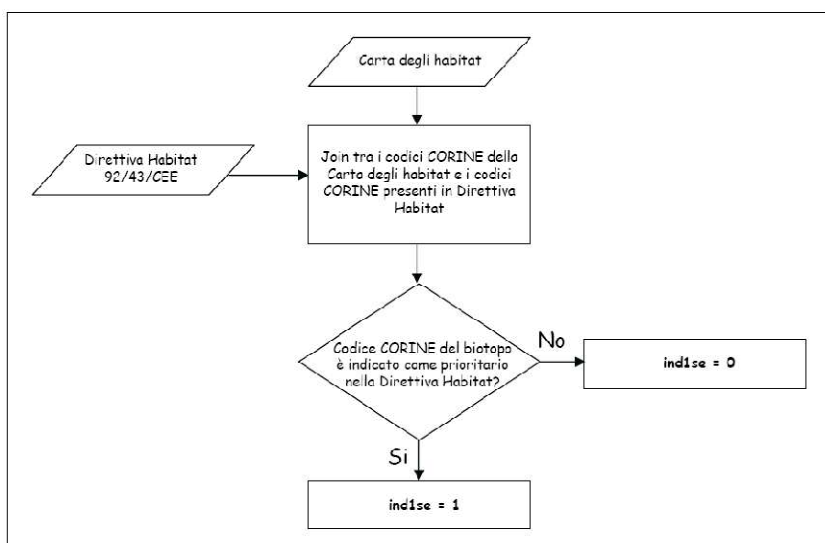 Carta degli habitat
Direttiva Habitat
92/43/CEE
Join tra i codici CORINE della
Carta degli habitat e i codici
CORINE presenti in Direttiva
Habitat
Codice CORINE del biotopo
è indicato come prioritario
nella Direttiva Habitat?
No
ind1se = 0
Si
ind1se = 1